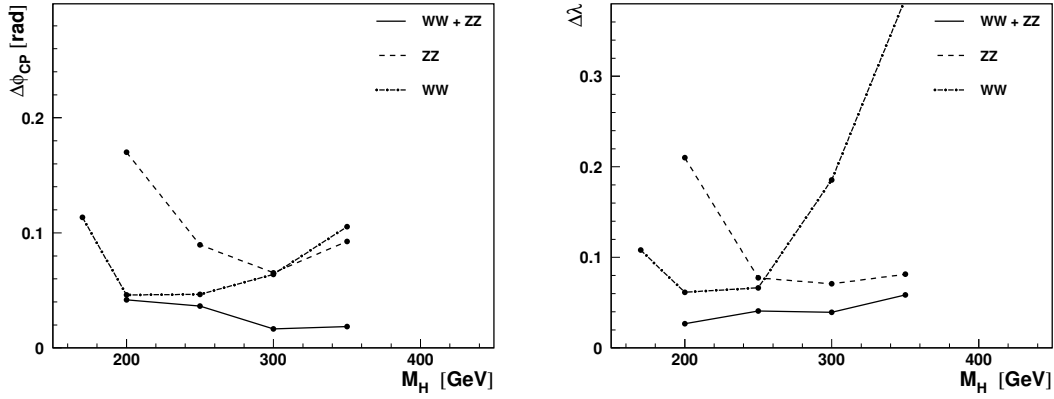 Δφ_CP [rad]
WW + ZZ
ZZ
WW
0.2
0.1
0
200
300
400
M_H [GeV]
Δλ
WW + ZZ
ZZ
WW
0.3
0.2
0.1
0
200
300
400
M_H [GeV]